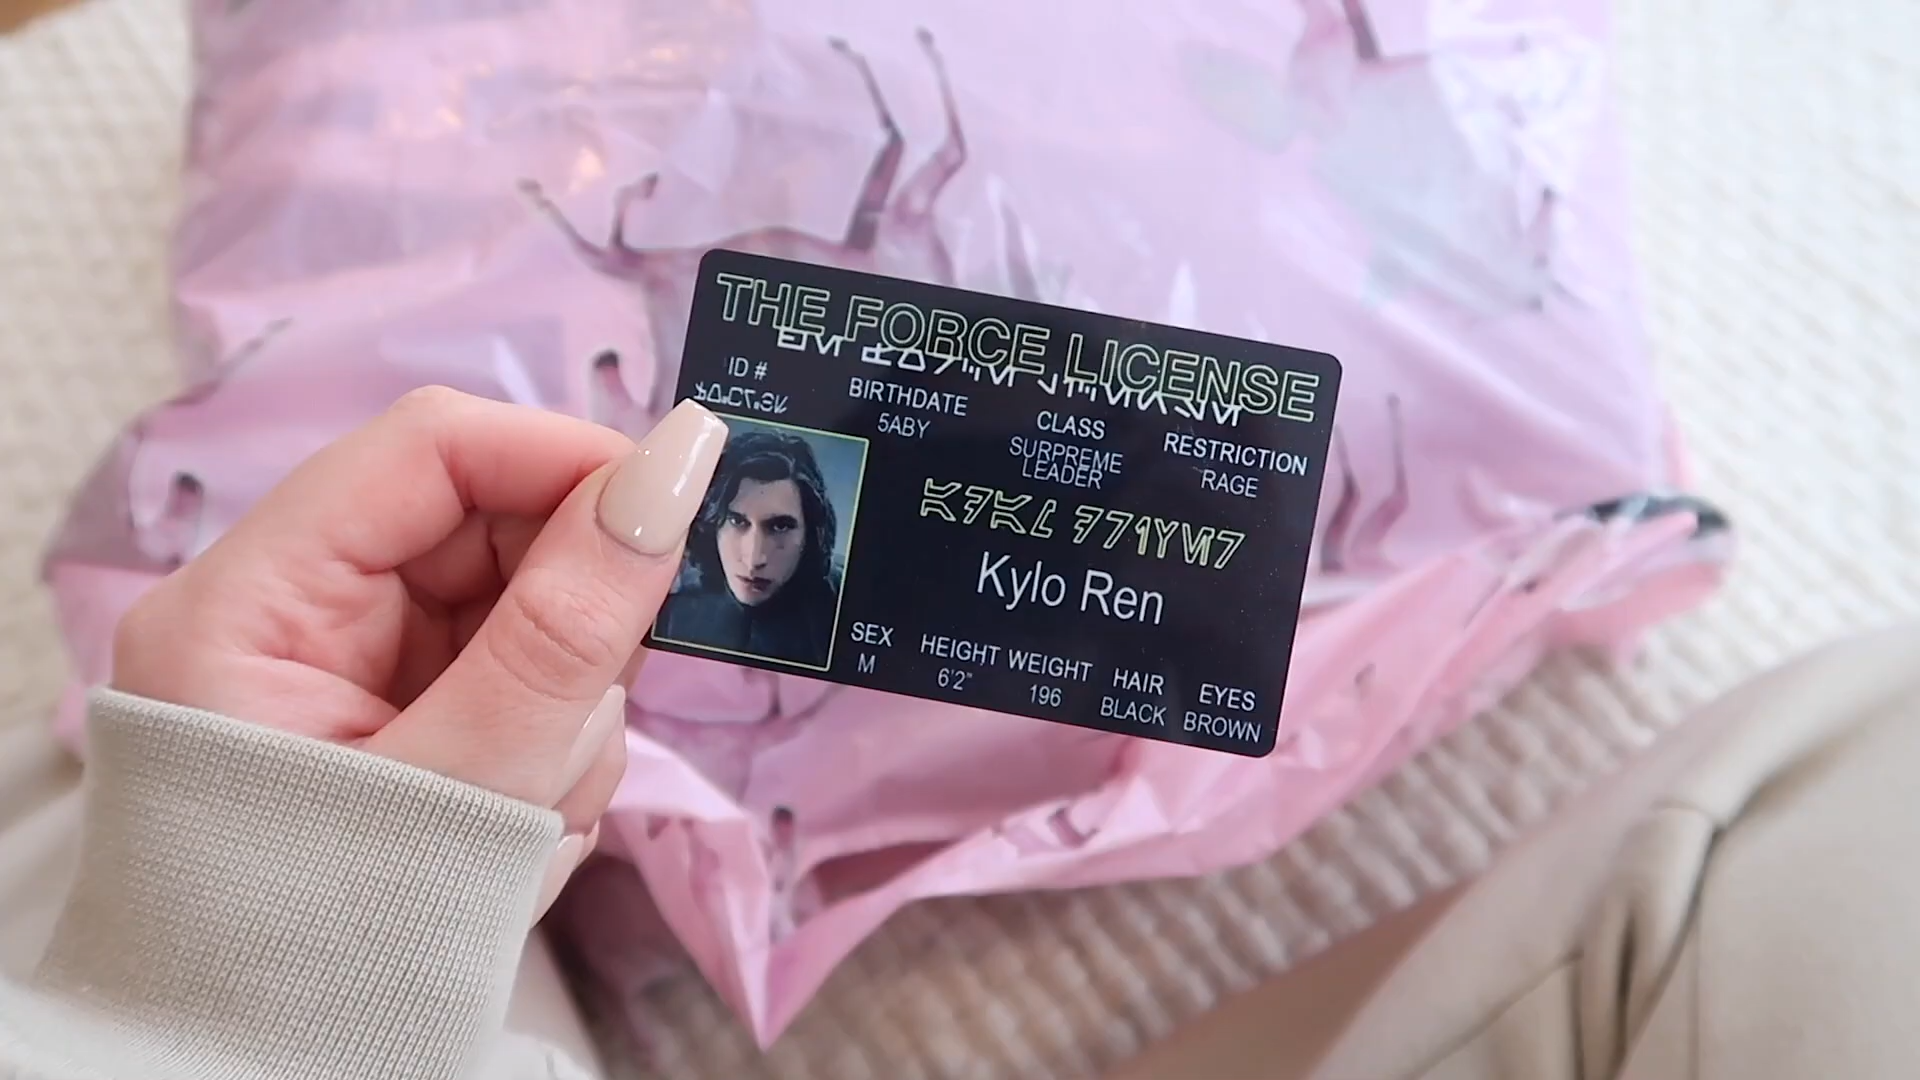 THE FORCE LICENSE
ID #
BIRTHDATE
5ABY
CLASS
SURPREME
LEADER
RESTRICTION
RAGE
Kylo Ren
SEX
M
HEIGHT
6'2"
WEIGHT
196
HAIR
BLACK
EYES
BROWN